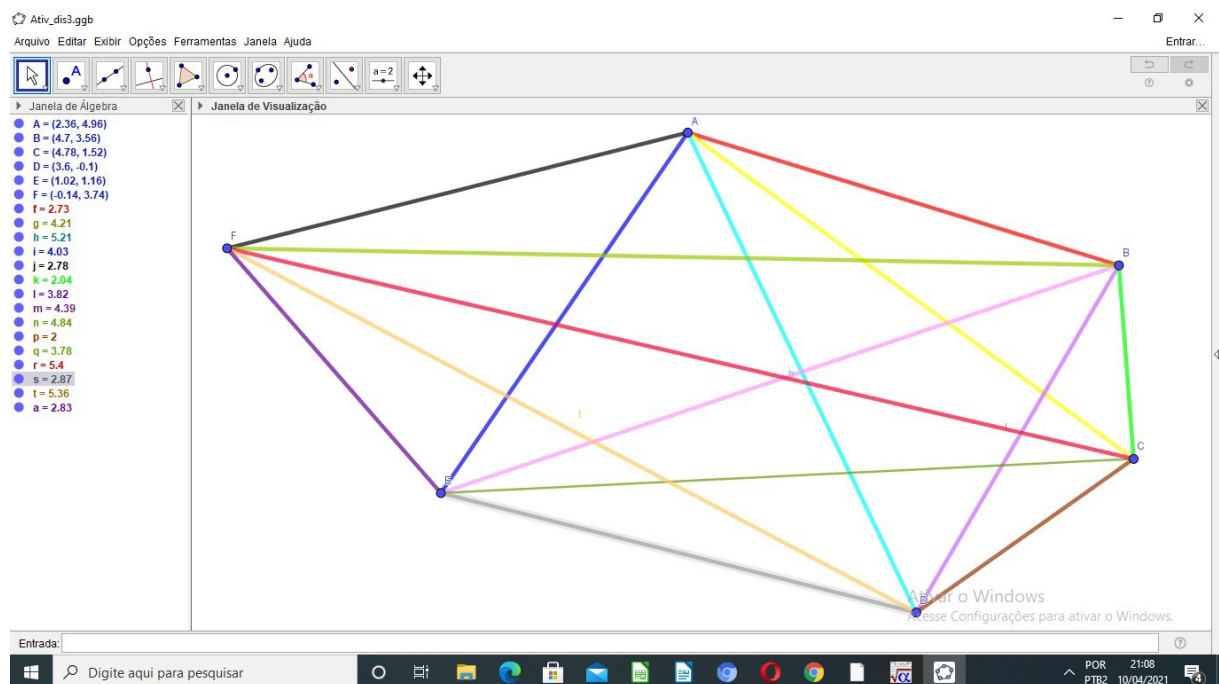 Ativ_dis3.ggb
Arquivo Editar Exibir Opções Ferramentas Janela Ajuda
Entrar...
A
a=2
Janela de Álgebra
Janela de Visualização
A = (2.36, 4.96)
B = (4.7, 3.56)
C = (4.78, 1.52)
D = (3.6, -0.1)
E = (1.02, 1.16)
F = (-0.14, 3.74)
f = 2.73
g = 4.21
h = 5.21
i = 4.03
j = 2.78
k = 2.04
l = 3.82
m = 4.39
n = 4.84
p = 2
q = 3.78
r = 5.4
s = 2.87
t = 5.36
a = 2.83
A
F
B
h
t
l
C
E
D
Ativar o Windows
Acesse Configurações para ativar o Windows.
Entrada:
Digite aqui para pesquisar
√α
POR
PTB2
21:08
10/04/2021
4